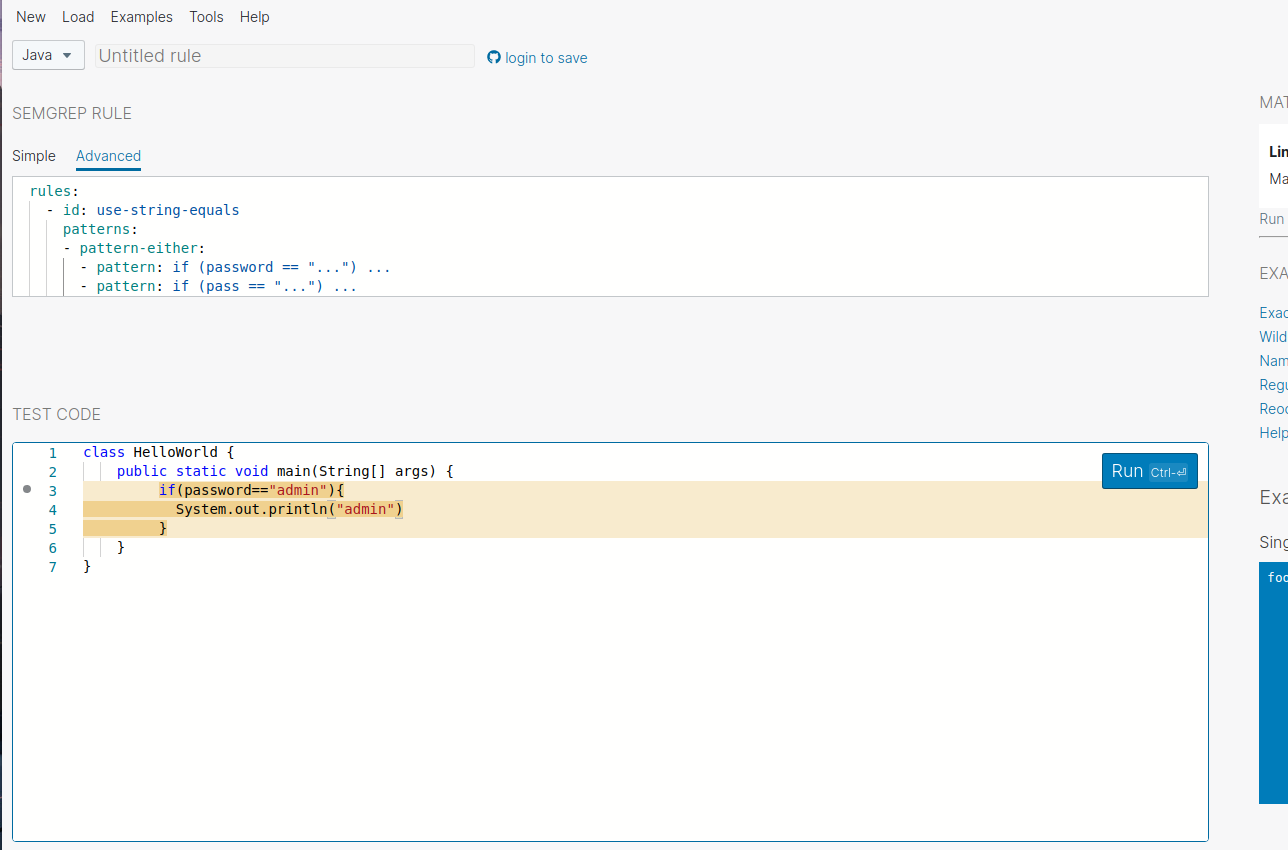 New Load Examples Tools Help
Java Untitled rule login to save
SEMGREP RULE
Simple Advanced
rules:
- id: use-string-equals
patterns:
- pattern-either:
- pattern: if (password == "...") ...
- pattern: if (pass == "...") ...
TEST CODE
1 class HelloWorld {
2 public static void main(String[] args) {
3 if(password=="admin"){
4 System.out.println("admin")
5 }
6 }
7 }
Run Ctrl-⏎
MAT
Lin
Ma
Run
EXA
Exac
Wild
Nam
Regu
Reo
Help
Exa
Sing
foo